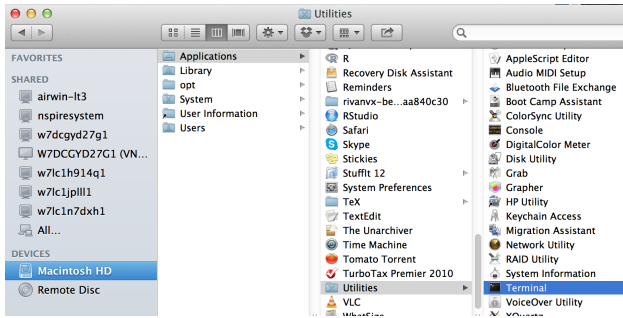 Utilities
FAVORITES
SHARED
airwin-lt3
nspiresystem
w7dcgyd27g1
W7DCGYD27G1 (VN...
w7lc1h914q1
w7lc1jplll1
w7lc1n7dxh1
All...
DEVICES
Macintosh HD
Remote Disc
Applications
Library
opt
System
User Information
Users
R
Recovery Disk Assistant
Reminders
rivanvx-be...aa840c30
RStudio
Safari
Skype
Stickies
StuffIt 12
System Preferences
TeX
TextEdit
The Unarchiver
Time Machine
Tomato Torrent
TurboTax Premier 2010
Utilities
VLC
WhatSize
AppleScript Editor
Audio MIDI Setup
Bluetooth File Exchange
Boot Camp Assistant
ColorSync Utility
Console
DigitalColor Meter
Disk Utility
Grab
Grapher
HP Utility
Keychain Access
Migration Assistant
Network Utility
RAID Utility
System Information
Terminal
VoiceOver Utility
XQuartz